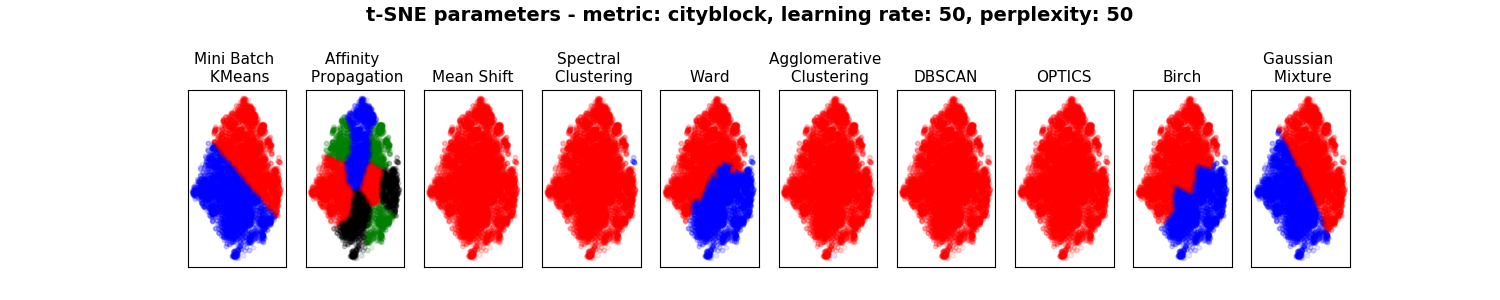 t-SNE parameters - metric: cityblock, learning rate: 50, perplexity: 50
Mini Batch
KMeans
Affinity
Propagation
Mean Shift
Spectral
Clustering
Ward
Agglomerative
Clustering
DBSCAN
OPTICS
Birch
Gaussian
Mixture